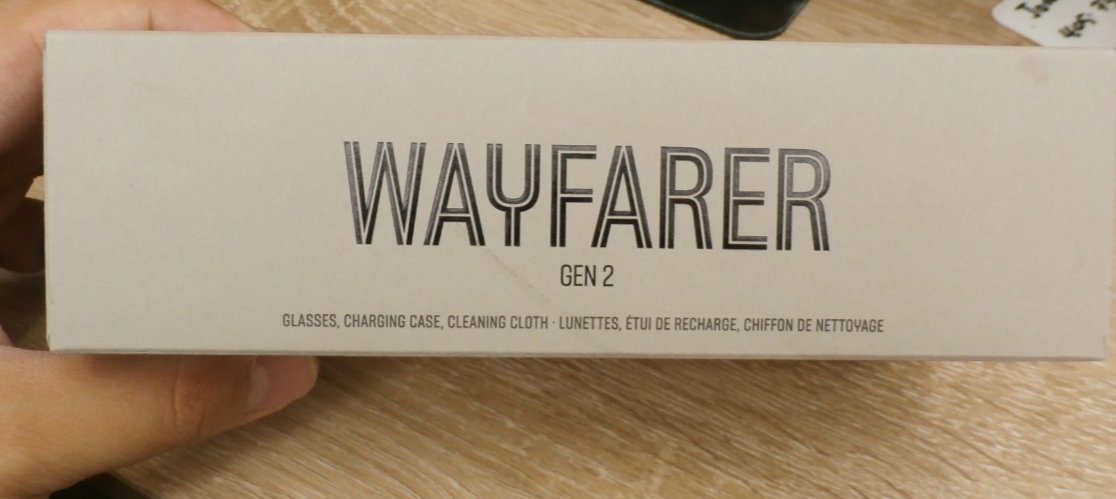 WAYFARER
GEN 2
GLASSES, CHARGING CASE, CLEANING CLOTH · LUNETTES, ÉTUI DE RECHARGE, CHIFFON DE NETTOYAGE